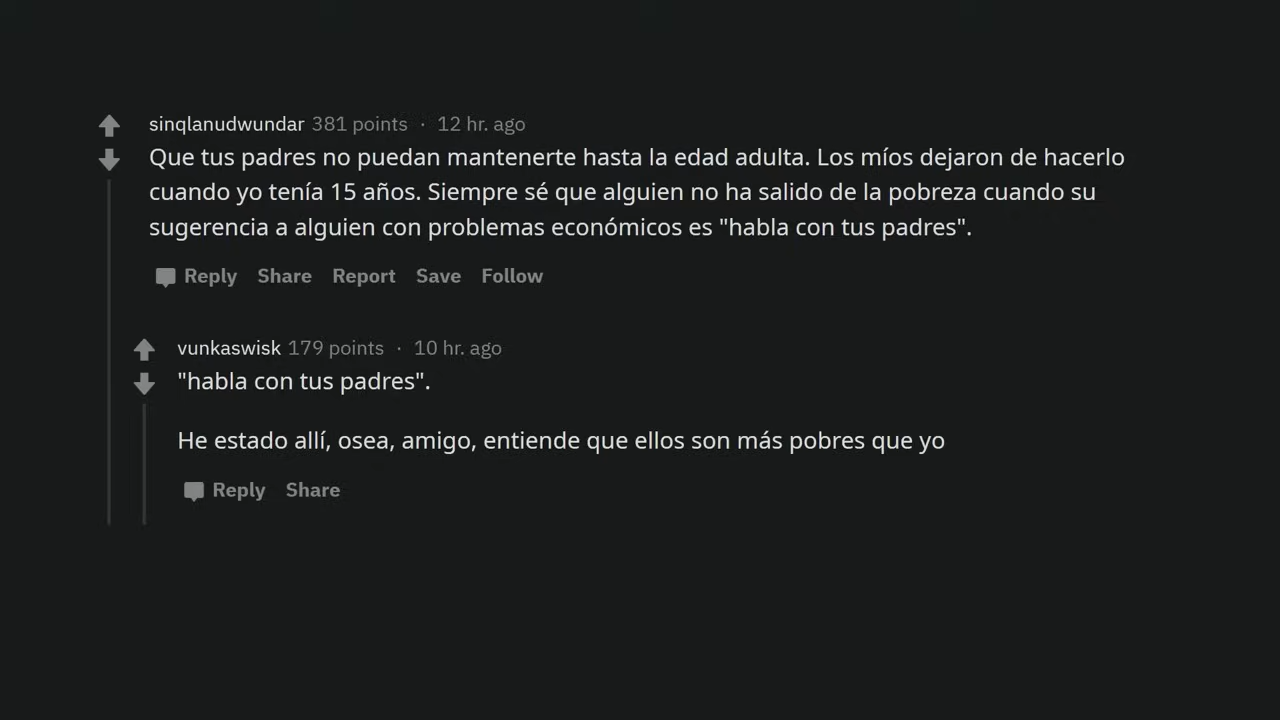 sinqlanudwundar 381 points · 12 hr. ago
Que tus padres no puedan mantenerte hasta la edad adulta. Los míos dejaron de hacerlo
cuando yo tenía 15 años. Siempre sé que alguien no ha salido de la pobreza cuando su
sugerencia a alguien con problemas económicos es "habla con tus padres".
Reply Share Report Save Follow
vunkaswisk 179 points · 10 hr. ago
"habla con tus padres".
He estado allí, osea, amigo, entiende que ellos son más pobres que yo
Reply Share